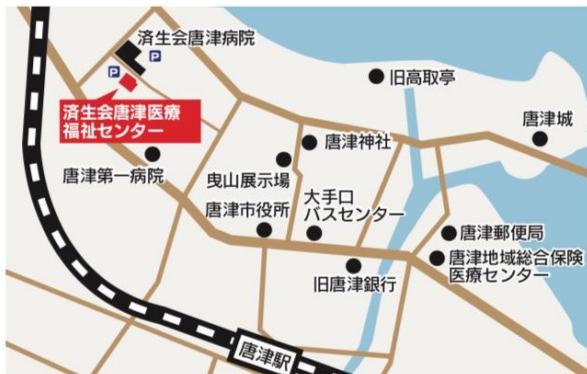 済生会唐津病院
P
P
済生会唐津医療
福祉センター
旧高取亭
唐津城
唐津神社
唐津第一病院
曳山展示場
大手口
バスセンター
唐津市役所
唐津郵便局
唐津地域総合保険
医療センター
旧唐津銀行
唐津駅